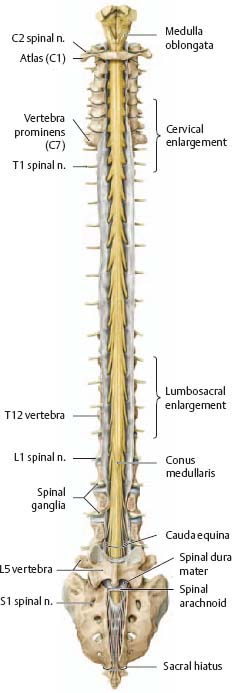 Medulla
oblongata
C2 spinal n.
Atlas (C1)
Vertebra
prominens
(C7)
Cervical
enlargement
T1 spinal n.
Lumbosacral
enlargement
T12 vertebra
L1 spinal n.
Conus
medullaris
Spinal
ganglia
Cauda equina
Spinal dura
mater
L5 vertebra
Spinal
arachnoid
S1 spinal n.
Sacral hiatus